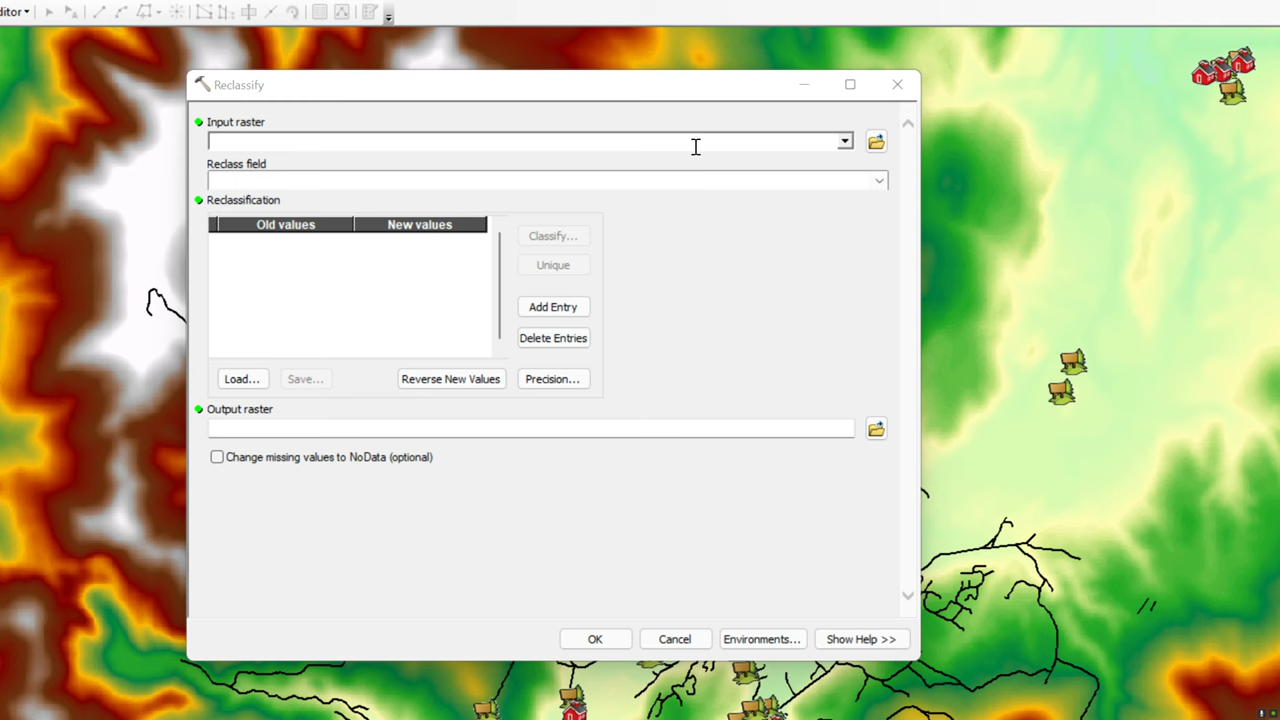 ditor
Reclassify
Input raster
Reclass field
Reclassification
Old values New values
Classify...
Unique
Add Entry
Delete Entries
Load... Save... Reverse New Values Precision...
Output raster
Change missing values to NoData (optional)
OK Cancel Environments... Show Help >>